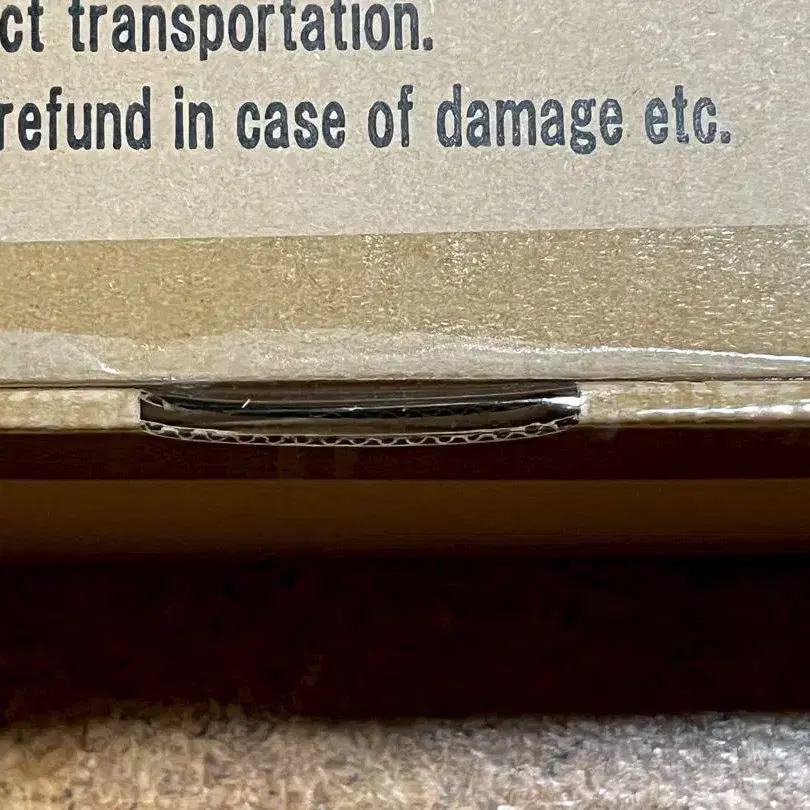 ct transportation.
refund in case of damage etc.